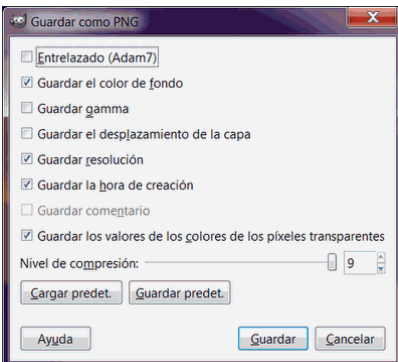 Guardar como PNG
Entrelazado (Adam7)
Guardar el color de fondo
Guardar gamma
Guardar el desplazamiento de la capa
Guardar resolución
Guardar la hora de creación
Guardar comentario
Guardar los valores de los colores de los píxeles transparentes
Nivel de compresión: 9
Cargar predet. Guardar predet.
Ayuda Guardar Cancelar